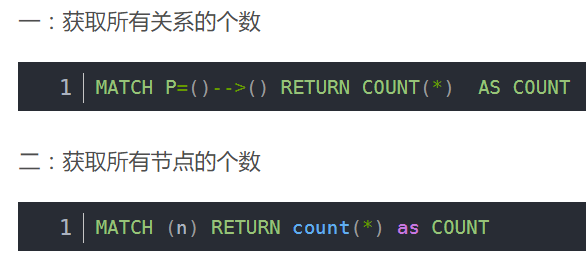 一：获取所有关系的个数
1 MATCH P=()-->() RETURN COUNT(*)  AS COUNT
二：获取所有节点的个数
1 MATCH (n) RETURN count(*) as COUNT